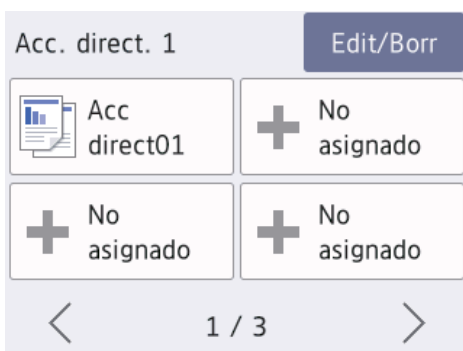 Acc. direct. 1
Edit/Borr
Acc
direct01
No
asignado
No
asignado
No
asignado
1 / 3